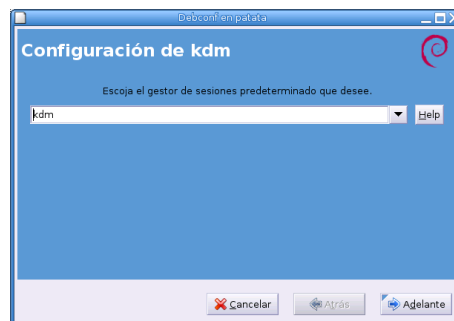 Debconf en patata
Configuración de kdm
Escoja el gestor de sesiones predeterminado que desee.
kdm
Help
Cancelar
Atrás
Adelante